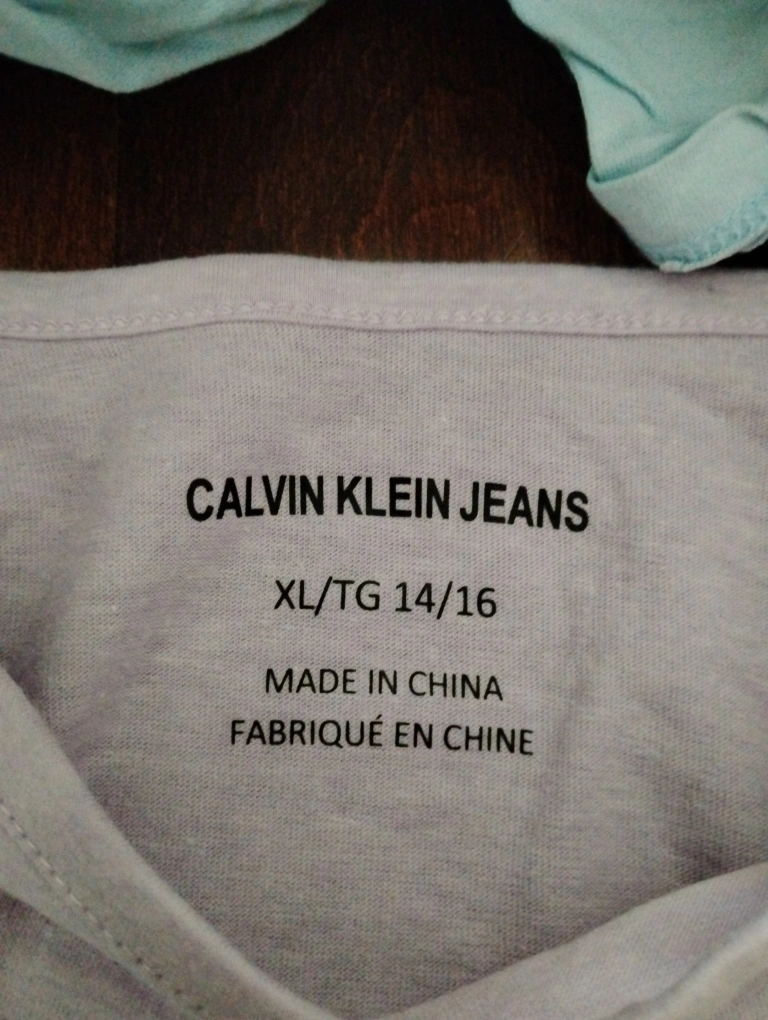 CALVIN KLEIN JEANS
XL/TG 14/16
MADE IN CHINA
FABRIQUÉ EN CHINE